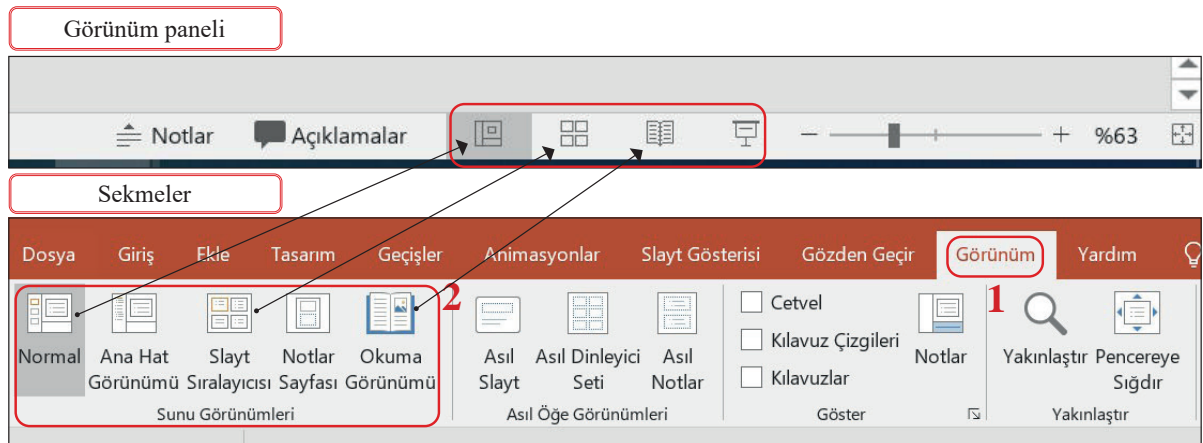 Görünüm paneli
Notlar Açıklamalar %63
Sekmeler
Dosya Giriş Ekle Tasarım Geçişler Animasyonlar Slayt Gösterisi Gözden Geçir Görünüm Yardım
1
2
Normal Ana Hat Görünümü Slayt Sıralayıcısı Notlar Sayfası Okuma Görünümü
Sunu Görünümleri
Asıl Slayt Asıl Dinleyici Seti Asıl Notlar
Asıl Öğe Görünümleri
Cetvel
Kılavuz Çizgileri
Kılavuzlar
Notlar
Göster
Yakınlaştır Pencereye Sığdır
Yakınlaştır